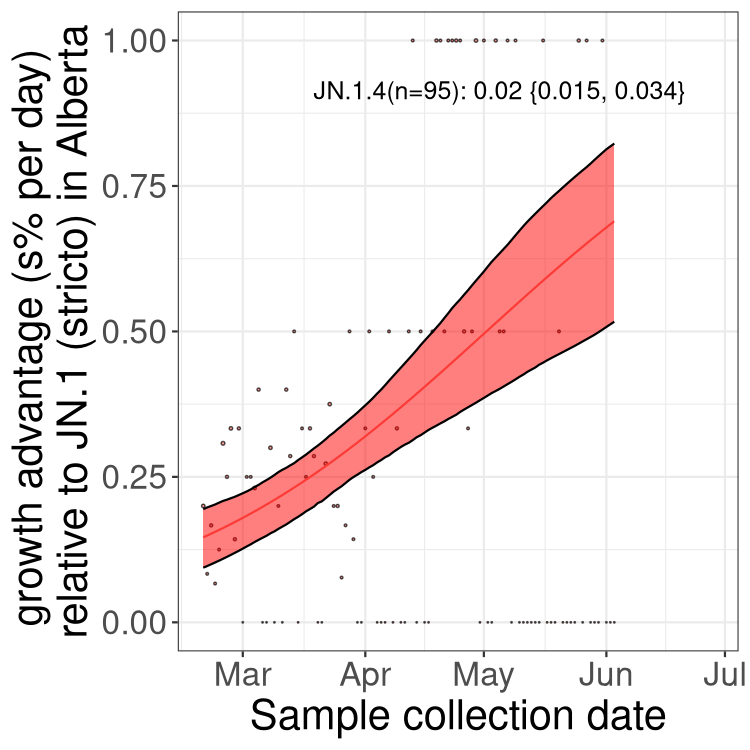 growth advantage (s% per day)
relative to JN.1 (stricto) in Alberta
1.00
0.75
0.50
0.25
0.00
JN.1.4(n=95): 0.02 {0.015, 0.034}
Mar Apr May Jun Jul
Sample collection date